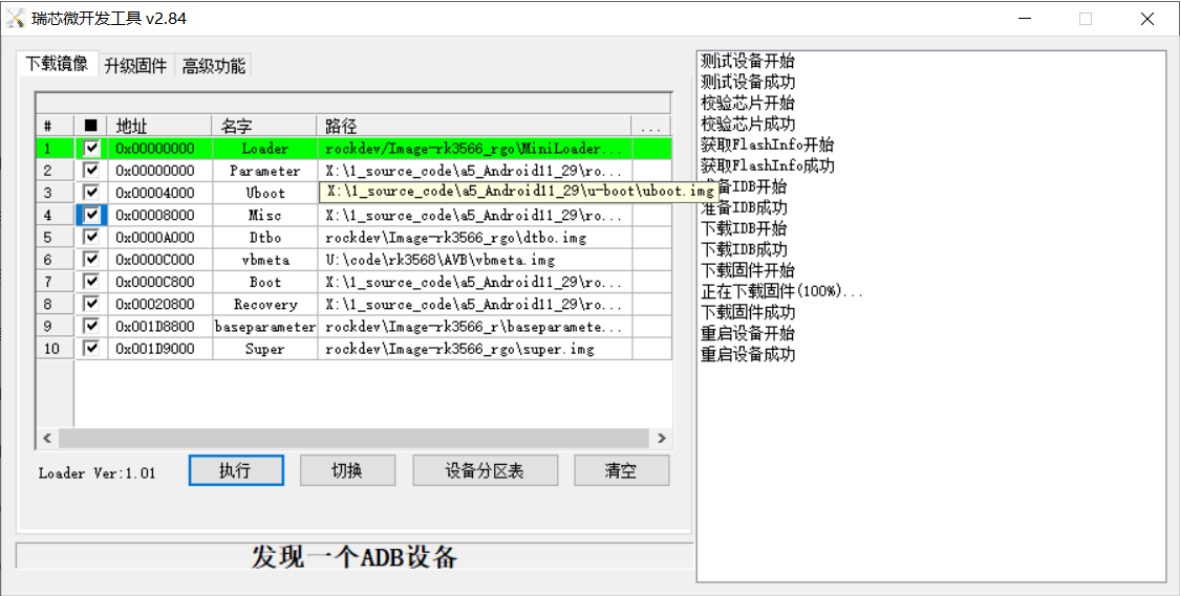 瑞芯微开发工具 v2.84
下载镜像 升级固件 高级功能
# 地址 名字 路径 ...
1 0x00000000 Loader rockdev/Image-rk3566_rgo\MiniLoader...
2 0x00000000 Parameter X:\1_source_code\a5_Android11_29\ro...
3 0x00004000 Uboot X:\1_source_code\a5_Android11_29\u-boot\uboot.img
4 0x00008000 Misc X:\1_source_code\a5_Android11_29\ro...
5 0x0000A000 Dtbo rockdev\Image-rk3566_rgo\dtbo.img
6 0x0000C000 vbmeta U:\code\rk3568\AVB\vbmeta.img
7 0x0000C800 Boot X:\1_source_code\a5_Android11_29\ro...
8 0x00020800 Recovery X:\1_source_code\a5_Android11_29\ro...
9 0x001D8800 baseparameter rockdev\Image-rk3566_r\baseparamete...
10 0x001D9000 Super rockdev\Image-rk3566_rgo\super.img
Loader Ver:1.01 执行 切换 设备分区表 清空
发现一个ADB设备
测试设备开始
测试设备成功
校验芯片开始
校验芯片成功
获取FlashInfo开始
获取FlashInfo成功
准备IDB开始
准备IDB成功
下载IDB开始
下载IDB成功
下载固件开始
正在下载固件(100%)...
下载固件成功
重启设备开始
重启设备成功